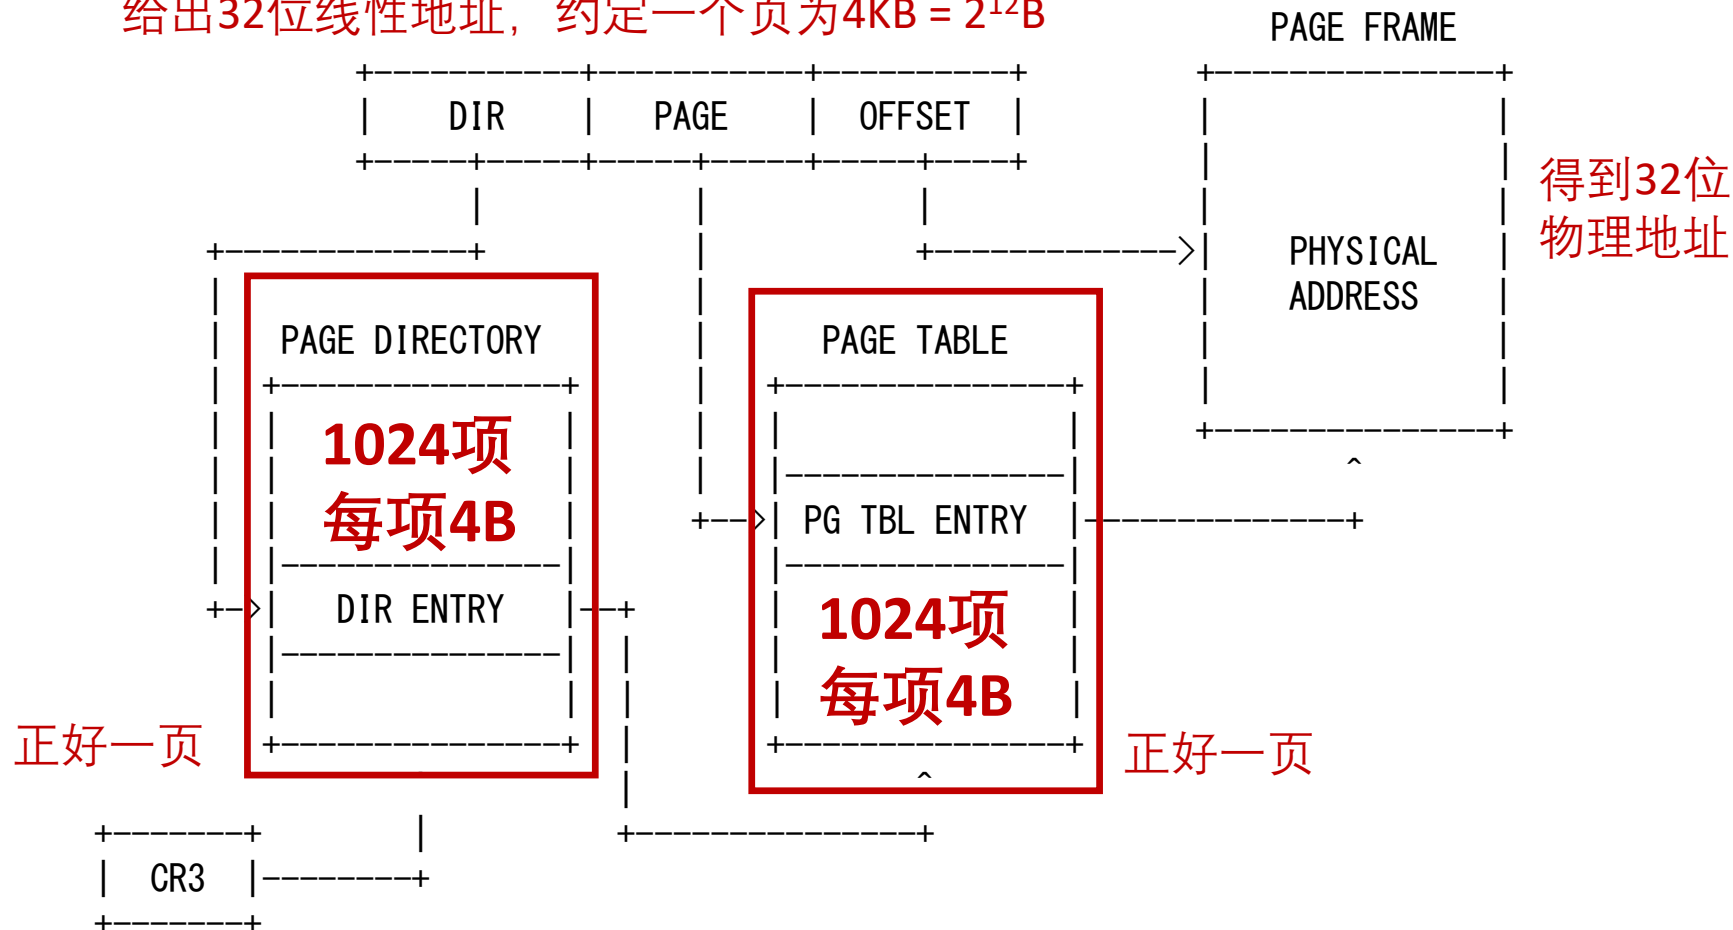 给出32位线性地址，约定一个页为4KB = 2¹²B
PAGE FRAME
DIR PAGE OFFSET
得到32位
物理地址
PHYSICAL
ADDRESS
PAGE DIRECTORY
PAGE TABLE
1024项
每项4B
PG TBL ENTRY
DIR ENTRY
1024项
每项4B
正好一页
正好一页
CR3